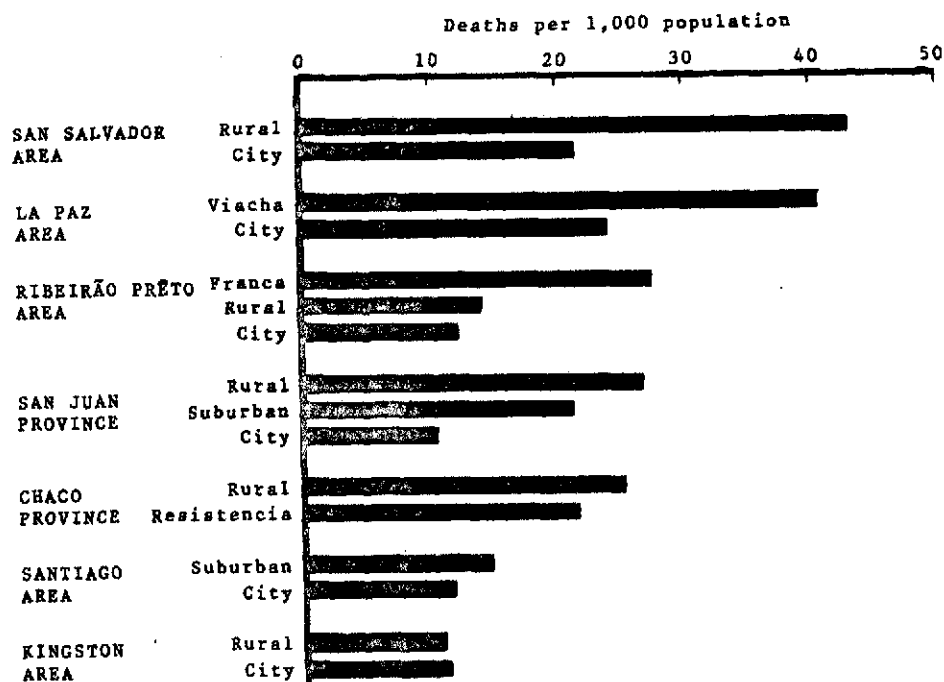 Deaths per 1,000 population
0 10 20 30 40 50
SAN SALVADOR AREA
Rural
City
LA PAZ AREA
Viacha
City
RIBEIRÃO PRÊTO AREA
Franca
Rural
City
SAN JUAN PROVINCE
Rural
Suburban
City
CHACO PROVINCE
Rural
Resistencia
SANTIAGO AREA
Suburban
City
KINGSTON AREA
Rural
City